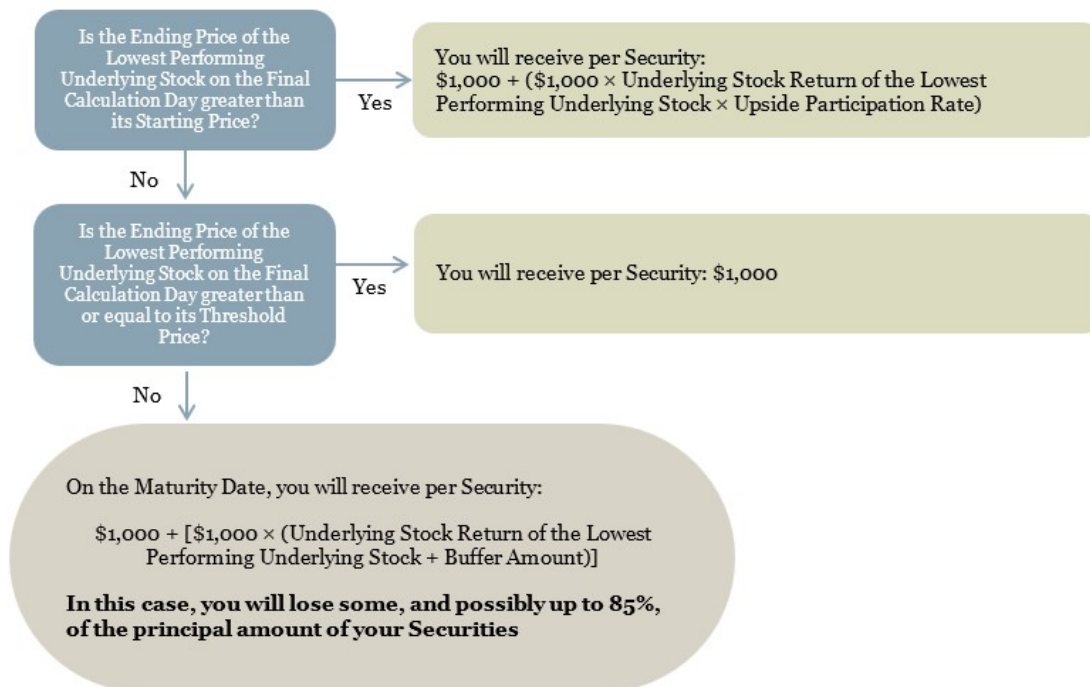 Is the Ending Price of the
Lowest Performing
Underlying Stock on the Final
Calculation Day greater than
its Starting Price?
Yes
You will receive per Security:
$1,000 + ($1,000 × Underlying Stock Return of the Lowest
Performing Underlying Stock × Upside Participation Rate)
No
Is the Ending Price of the
Lowest Performing
Underlying Stock on the Final
Calculation Day greater than
or equal to its Threshold
Price?
Yes
You will receive per Security: $1,000
No
On the Maturity Date, you will receive per Security:
$1,000 + [$1,000 × (Underlying Stock Return of the Lowest
Performing Underlying Stock + Buffer Amount)]
In this case, you will lose some, and possibly up to 85%,
of the principal amount of your Securities